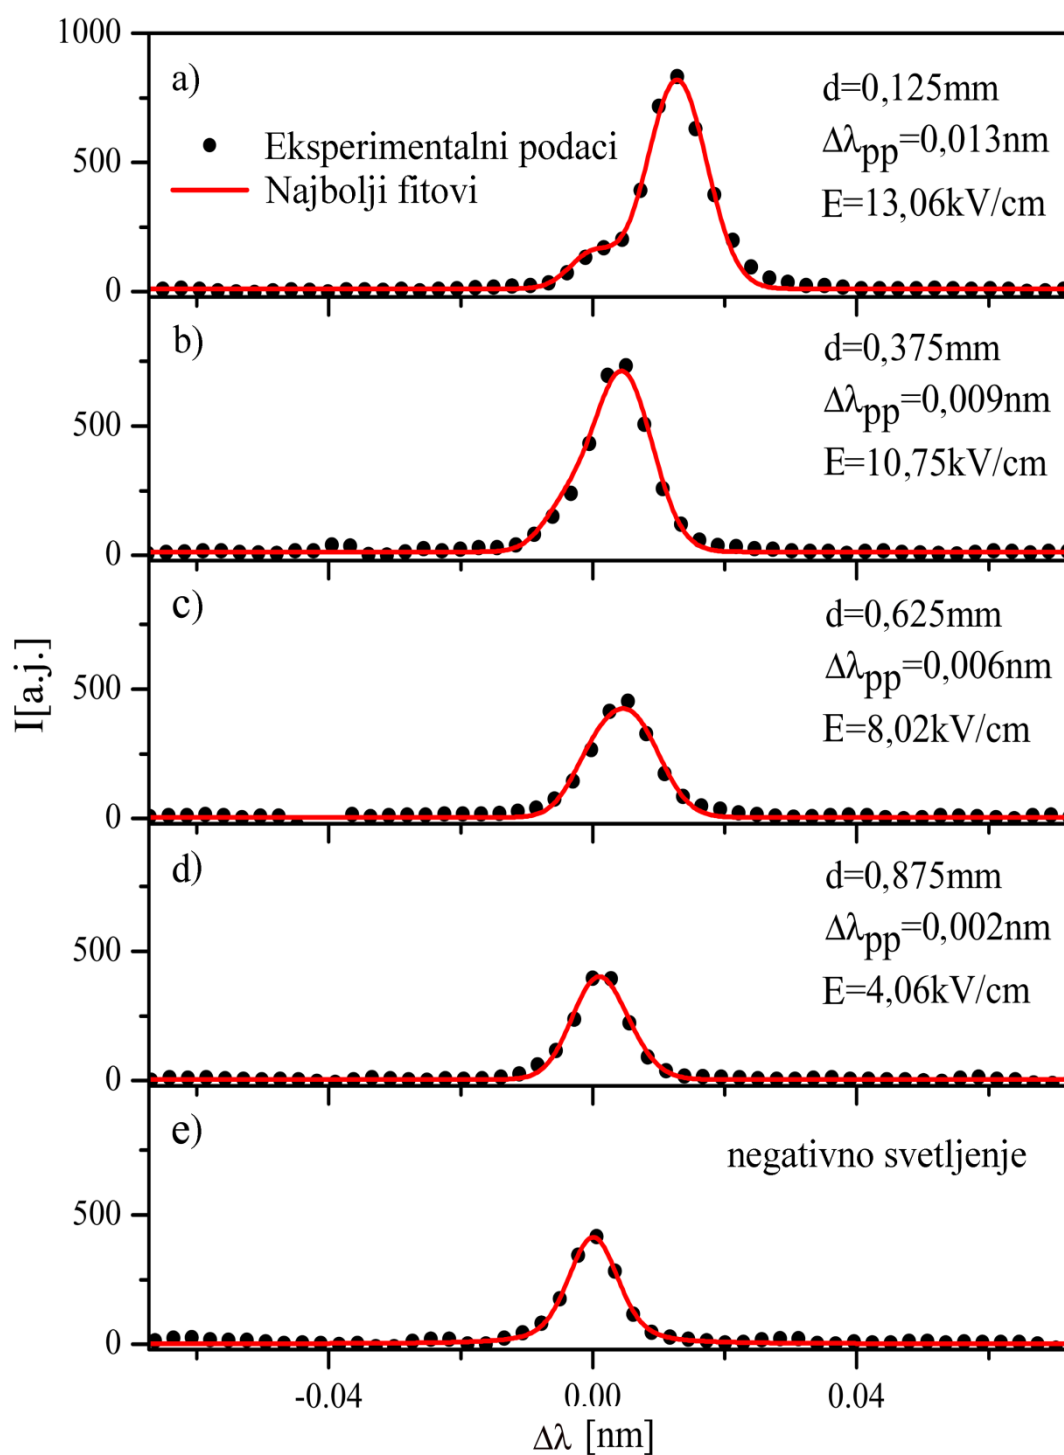 1000
a)
d=0,125mm
Eksperimentalni podaci
Δλpp=0,013nm
500
Najbolji fitovi
E=13,06kV/cm
0
b)
d=0,375mm
Δλpp=0,009nm
500
E=10,75kV/cm
0
c)
d=0,625mm
Δλpp=0,006nm
500
E=8,02kV/cm
0
d)
d=0,875mm
Δλpp=0,002nm
500
E=4,06kV/cm
0
e)
negativno svetljenje
500
0
I[a.j.]
-0.04 0.00 0.04
Δλ [nm]